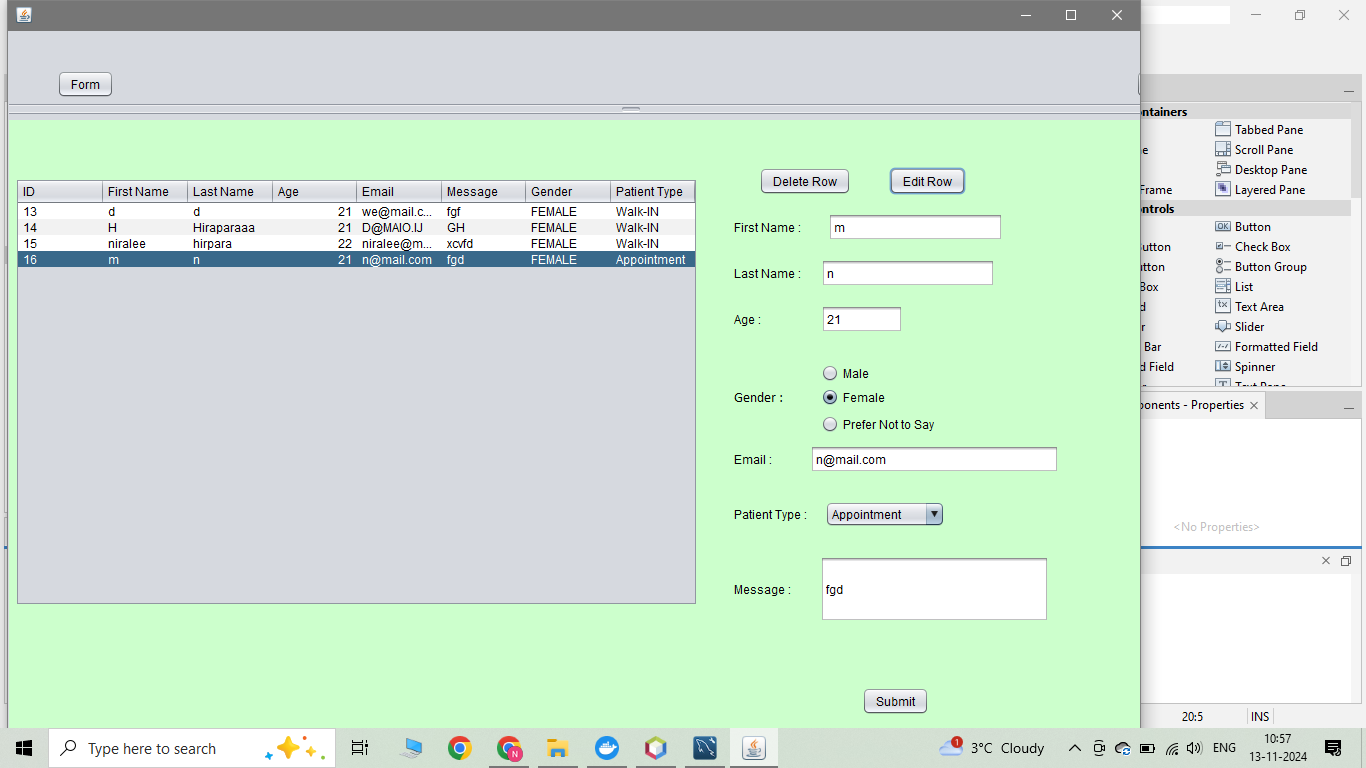 Form
ntainers
Tabbed Pane
Scroll Pane
Desktop Pane
Frame Layered Pane
ontrols
Button
utton Check Box
tton Button Group
Box List
d Text Area
r Slider
Bar Formatted Field
d Field Spinner
ponents - Properties
<No Properties>
20:5 INS
Delete Row Edit Row
ID First Name Last Name Age Email Message Gender Patient Type
13 d d 21 we@mail.c... fgf FEMALE Walk-IN
14 H Hiraparaaa 21 D@MAIO.IJ GH FEMALE Walk-IN
15 niralee hirpara 22 niralee@m... xcvfd FEMALE Walk-IN
16 m n 21 n@mail.com fgd FEMALE Appointment
First Name : m
Last Name : n
Age : 21
Gender :
Male
Female
Prefer Not to Say
Email : n@mail.com
Patient Type : Appointment
Message : fgd
Submit
Type here to search
1
N
3°C Cloudy
ENG
10:57
13-11-2024